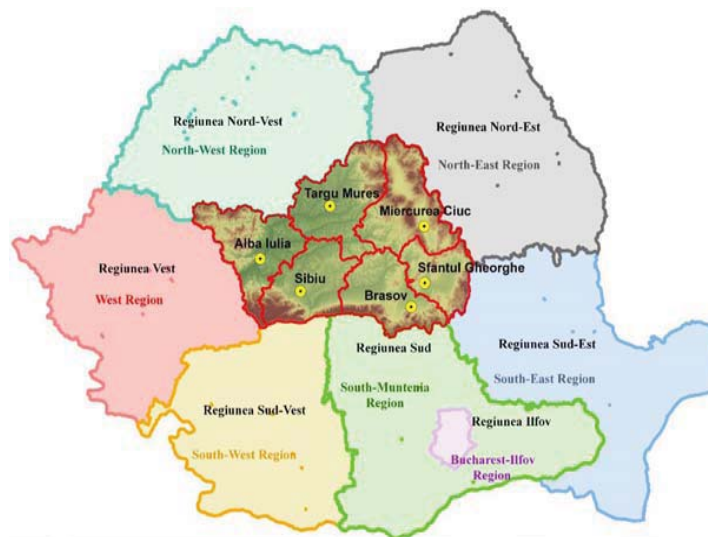 Regiunea Nord-Vest
North-West Region
Regiunea Nord-Est
North-East Region
Targu Mures
Miercurea Ciuc
Alba Iulia
Sibiu
Sfantul Gheorghe
Brasov
Regiunea Vest
West Region
Regiunea Sud
South-Muntenia
Region
Regiunea Sud-Est
South-East Region
Regiunea Sud-Vest
South-West Region
Regiunea Ilfov
Bucharest-Ilfov
Region